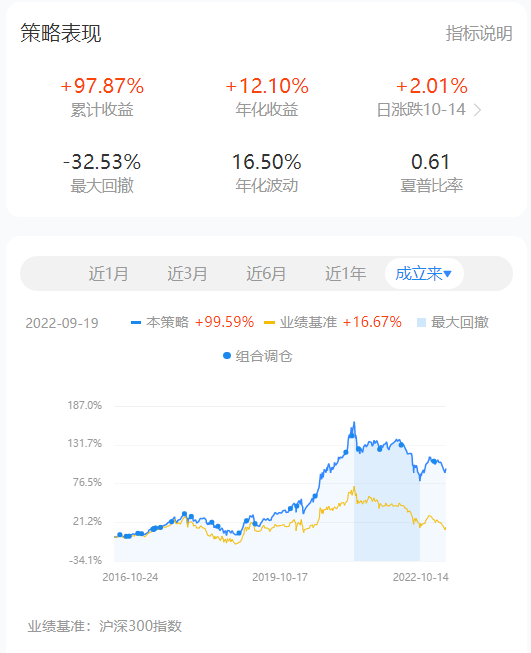 策略表现 指标说明
+97.87% +12.10% +2.01%
累计收益 年化收益 日涨跌10-14
-32.53% 16.50% 0.61
最大回撤 年化波动 夏普比率
近1月 近3月 近6月 近1年 成立来
2022-09-19 本策略 +99.59% 业绩基准 +16.67% 最大回撤
组合调仓
187.0%
131.7%
76.5%
21.2%
-34.1%
2016-10-24 2019-10-17 2022-10-14
业绩基准：沪深300指数